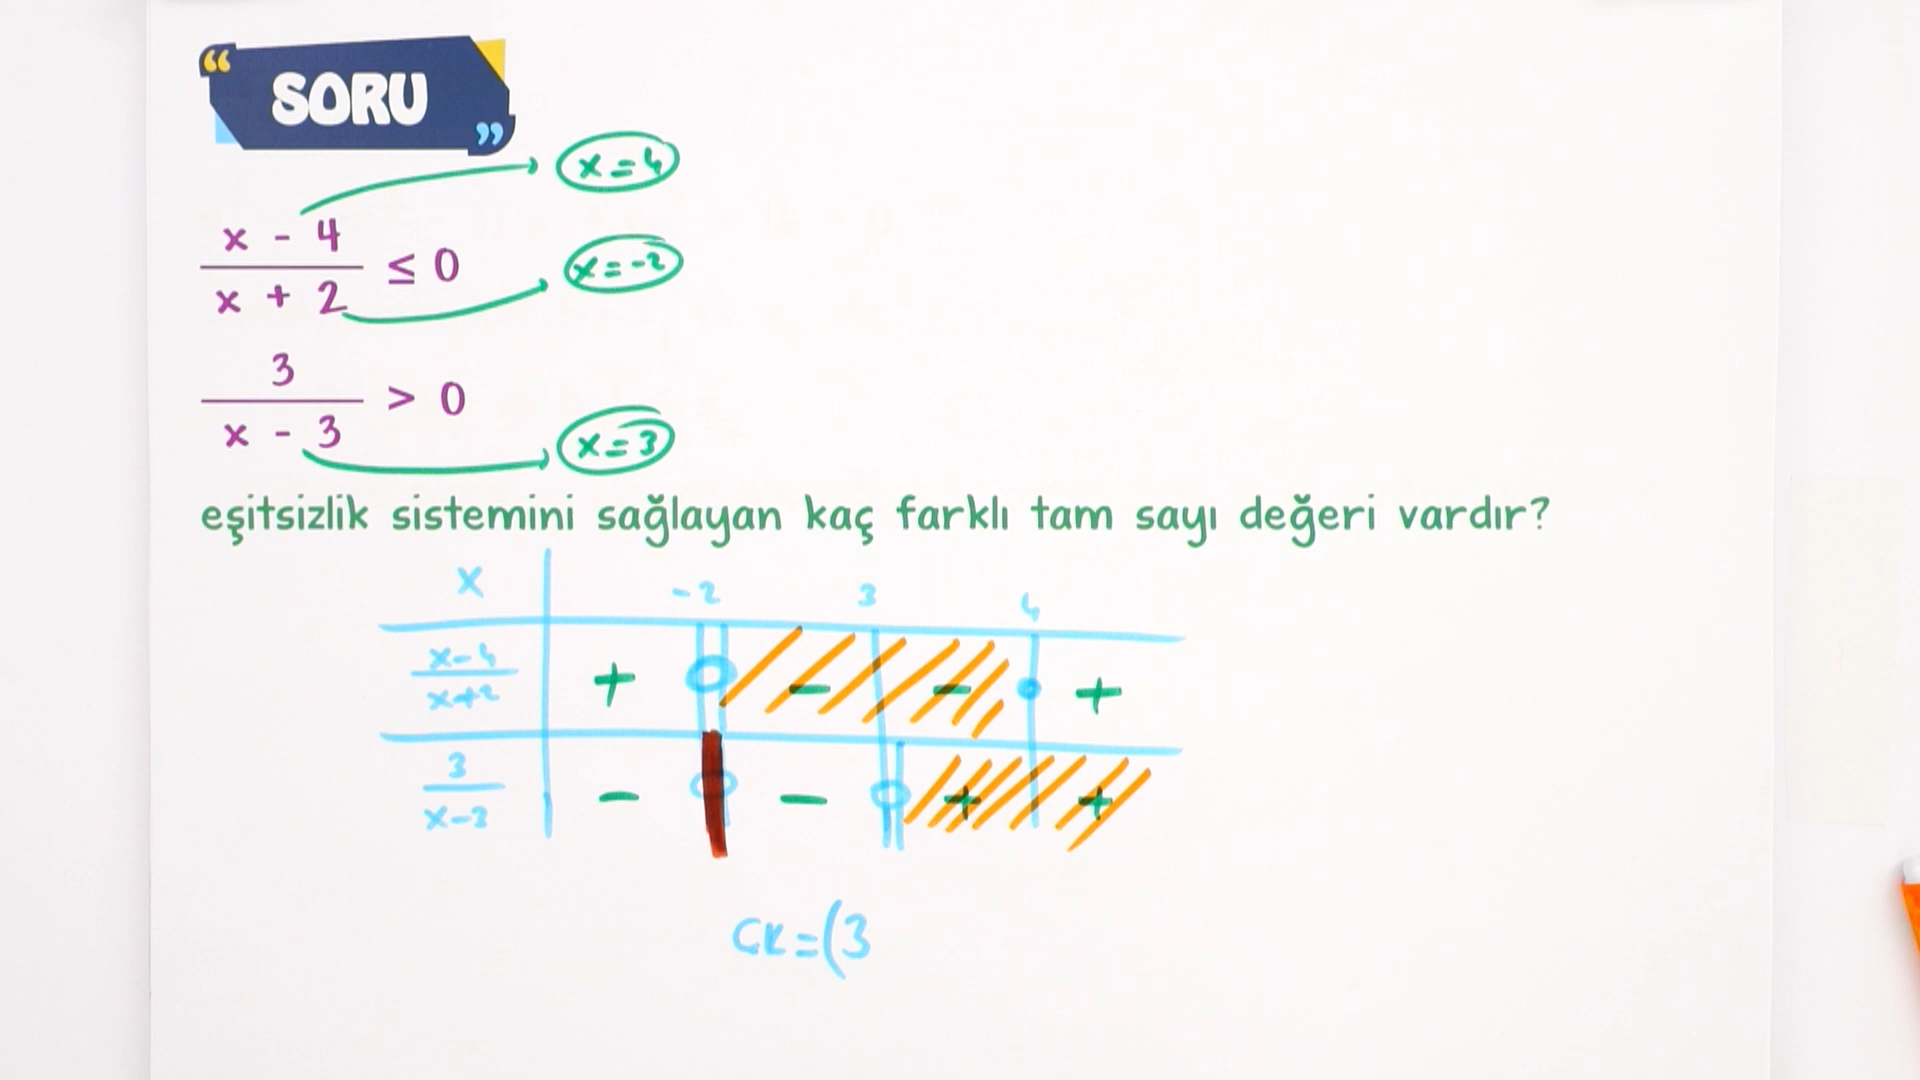 “ SORU ”
x = 4
x - 4 / x + 2 ≤ 0
x = -2
3 / x - 3 > 0
x = 3
eşitsizlik sistemini sağlayan kaç farklı tam sayı değeri vardır?
x -2 3 4
x-4 / x+2 + - - +
3 / x-3 - - + +
ÇK = (3